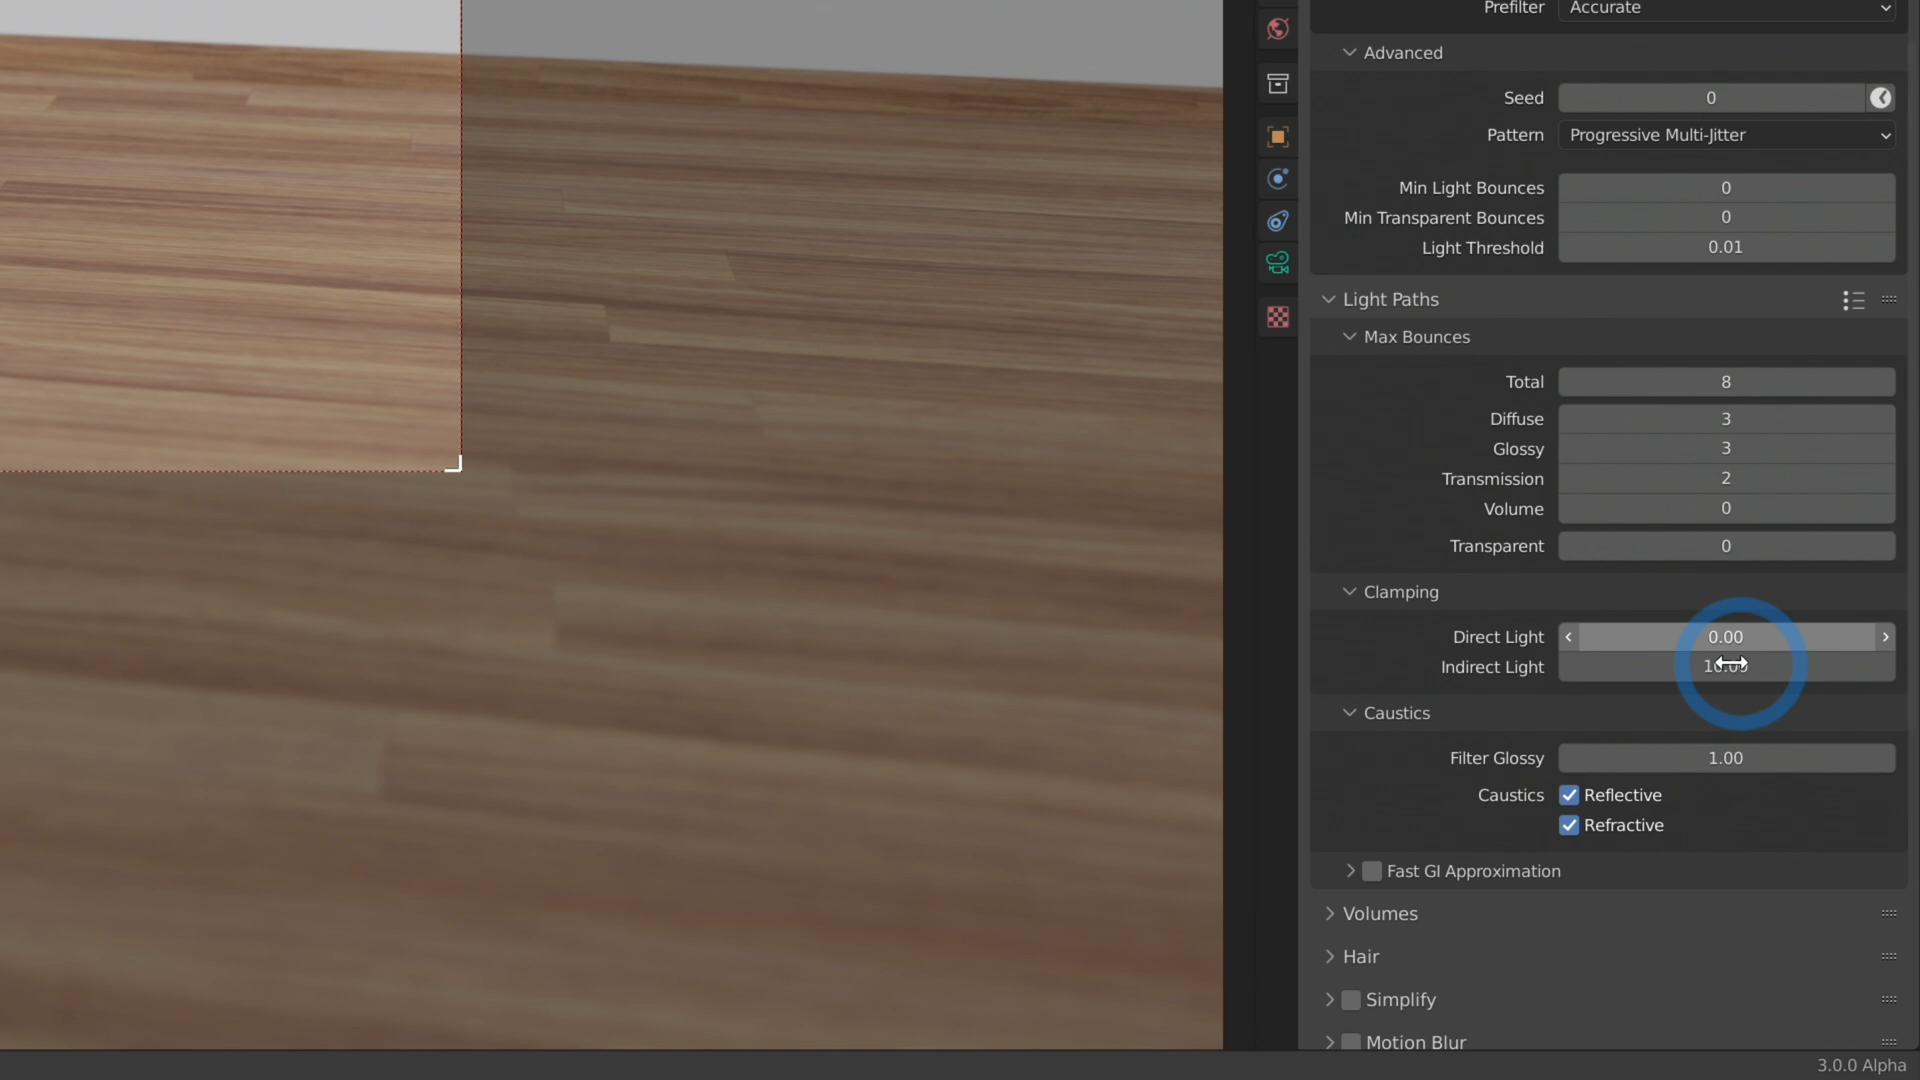 Prefilter Accurate
Advanced
Seed 0
Pattern Progressive Multi-Jitter
Min Light Bounces 0
Min Transparent Bounces 0
Light Threshold 0.01
Light Paths
Max Bounces
Total 8
Diffuse 3
Glossy 3
Transmission 2
Volume 0
Transparent 0
Clamping
Direct Light 0.00
Indirect Light
Caustics
Filter Glossy 1.00
Caustics Reflective
Refractive
Fast GI Approximation
Volumes
Hair
Simplify
Motion Blur
3.0.0 Alpha